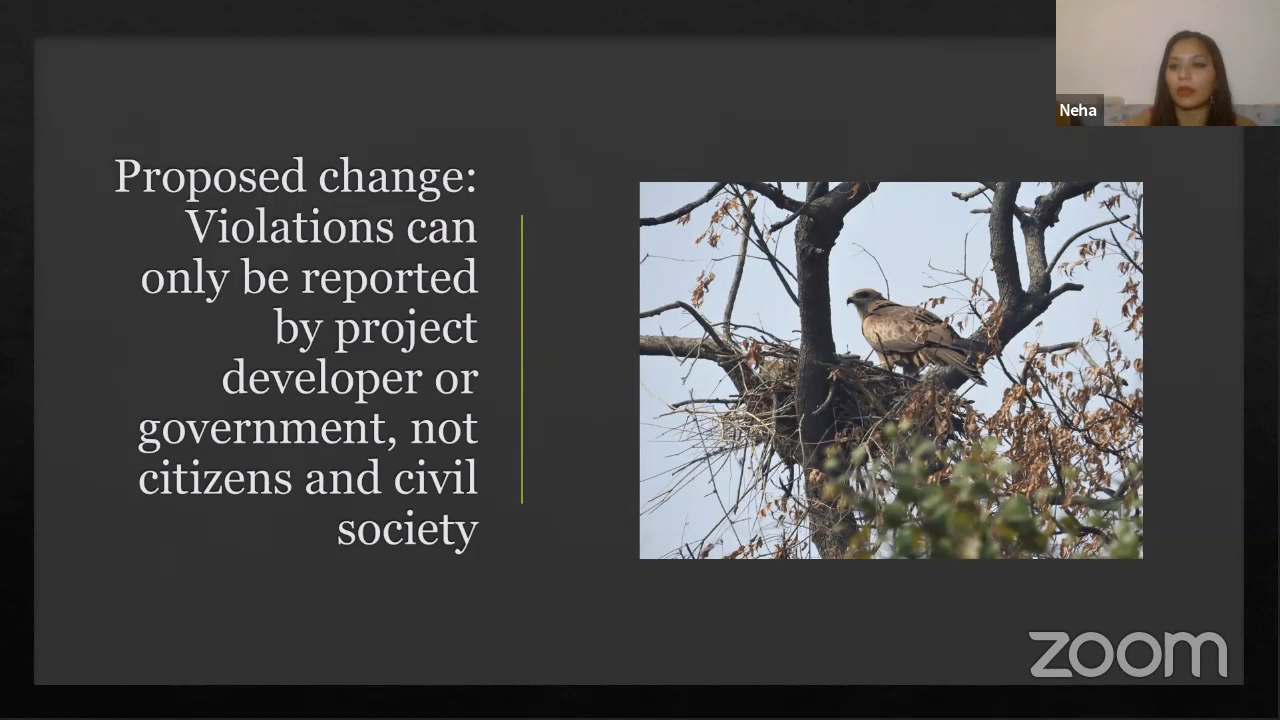 Neha
Proposed change:
Violations can
only be reported
by project
developer or
government, not
citizens and civil
society
zoom